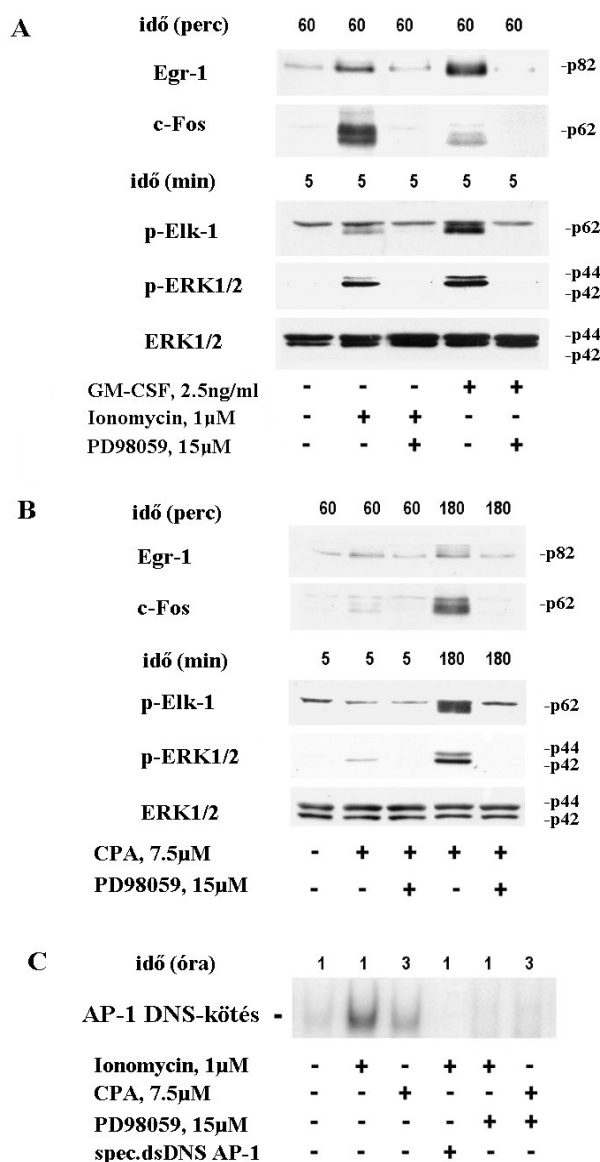 A
idő (perc) 60 60 60 60 60
Egr-1 -p82
c-Fos -p62
idő (min) 5 5 5 5 5
p-Elk-1 -p62
p-ERK1/2 -p44
-p42
ERK1/2 -p44
-p42
GM-CSF, 2.5ng/ml - - - + +
Ionomycin, 1µM - + + - -
PD98059, 15µM - - + - +
B
idő (perc) 60 60 60 180 180
Egr-1 -p82
c-Fos -p62
idő (min) 5 5 5 180 180
p-Elk-1 -p62
p-ERK1/2 -p44
-p42
ERK1/2 -p44
-p42
CPA, 7.5µM - + + + +
PD98059, 15µM - - + - +
C
idő (óra) 1 1 3 1 1 3
AP-1 DNS-kötés -
Ionomycin, 1µM - + - + + -
CPA, 7.5µM - - + - - +
PD98059, 15µM - - - - + +
spec.dsDNS AP-1 - - - + - -